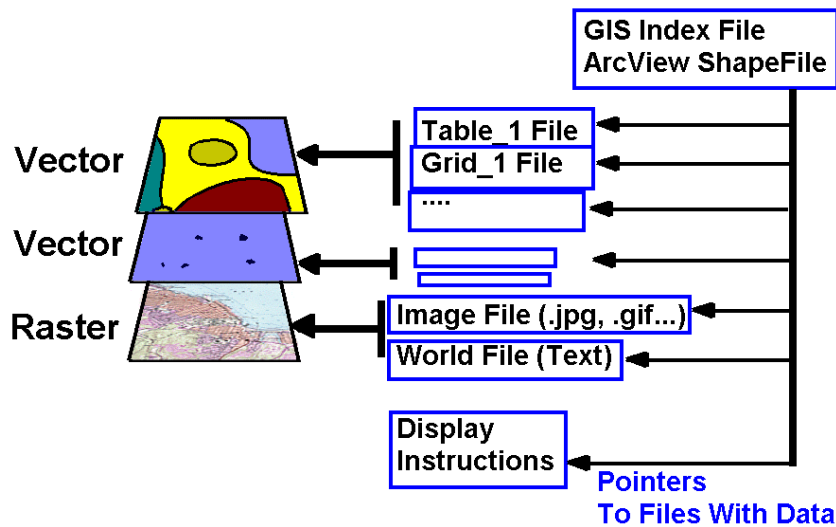 GIS Index File
ArcView ShapeFile
Vector
Table_1 File
Grid_1 File
....
Vector
Raster
Image File (.jpg, .gif...)
World File (Text)
Display
Instructions
Pointers
To Files With Data